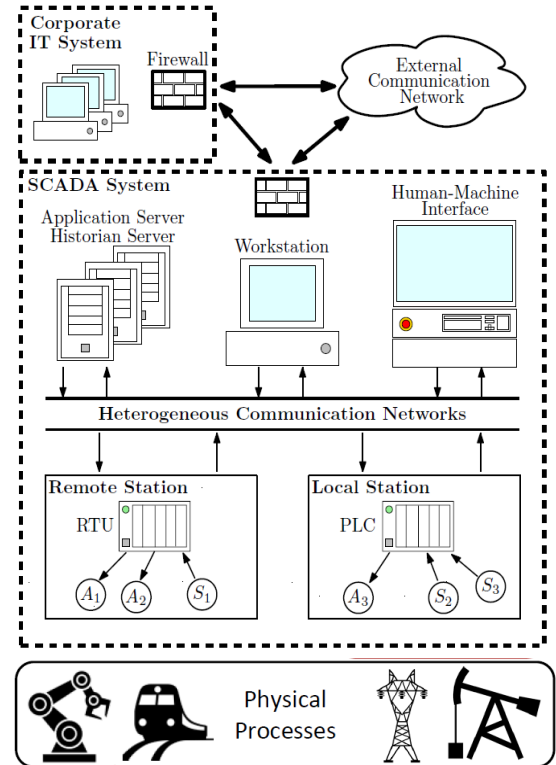 Corporate
IT System
Firewall
External
Communication
Network
SCADA System
Application Server
Historian Server
Workstation
Human-Machine
Interface
Heterogeneous Communication Networks
Remote Station
RTU
A₁
A₂
S₁
Local Station
PLC
A₃
S₂
S₃
Physical
Processes